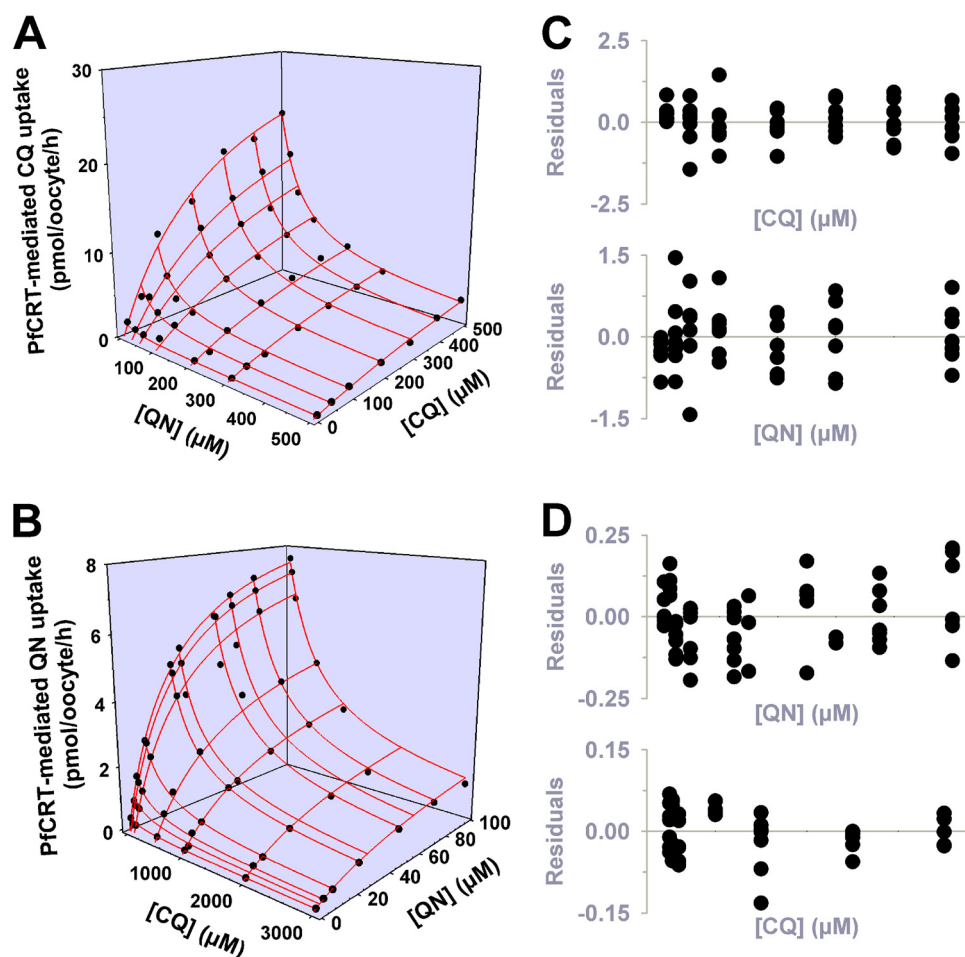 A
PfCRT-mediated CQ uptake
(pmol/oocyte/h)
30
20
10
0
100
200
300
400
500
[QN] (µM)
0
100
200
300
400
500
[CQ] (µM)
C
Residuals
2.5
0.0
-2.5
[CQ] (µM)
Residuals
1.5
0.0
-1.5
[QN] (µM)
B
PfCRT-mediated QN uptake
(pmol/oocyte/h)
8
6
4
2
0
1000
2000
3000
[CQ] (µM)
0
20
40
60
80
100
[QN] (µM)
D
Residuals
0.25
0.00
-0.25
[QN] (µM)
Residuals
0.15
0.00
-0.15
[CQ] (µM)